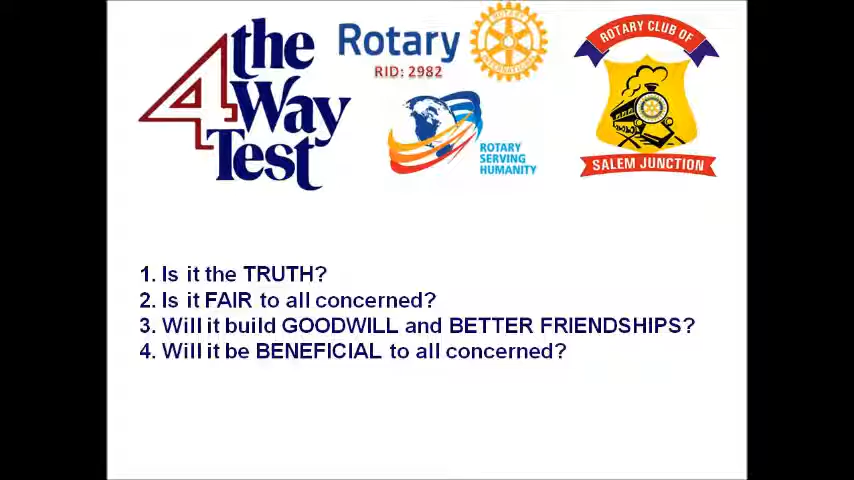 4 the Way Test
Rotary
RID: 2982
ROTARY INTERNATIONAL
ROTARY
SERVING
HUMANITY
ROTARY CLUB OF
SALEM JUNCTION
1. Is it the TRUTH?
2. Is it FAIR to all concerned?
3. Will it build GOODWILL and BETTER FRIENDSHIPS?
4. Will it be BENEFICIAL to all concerned?